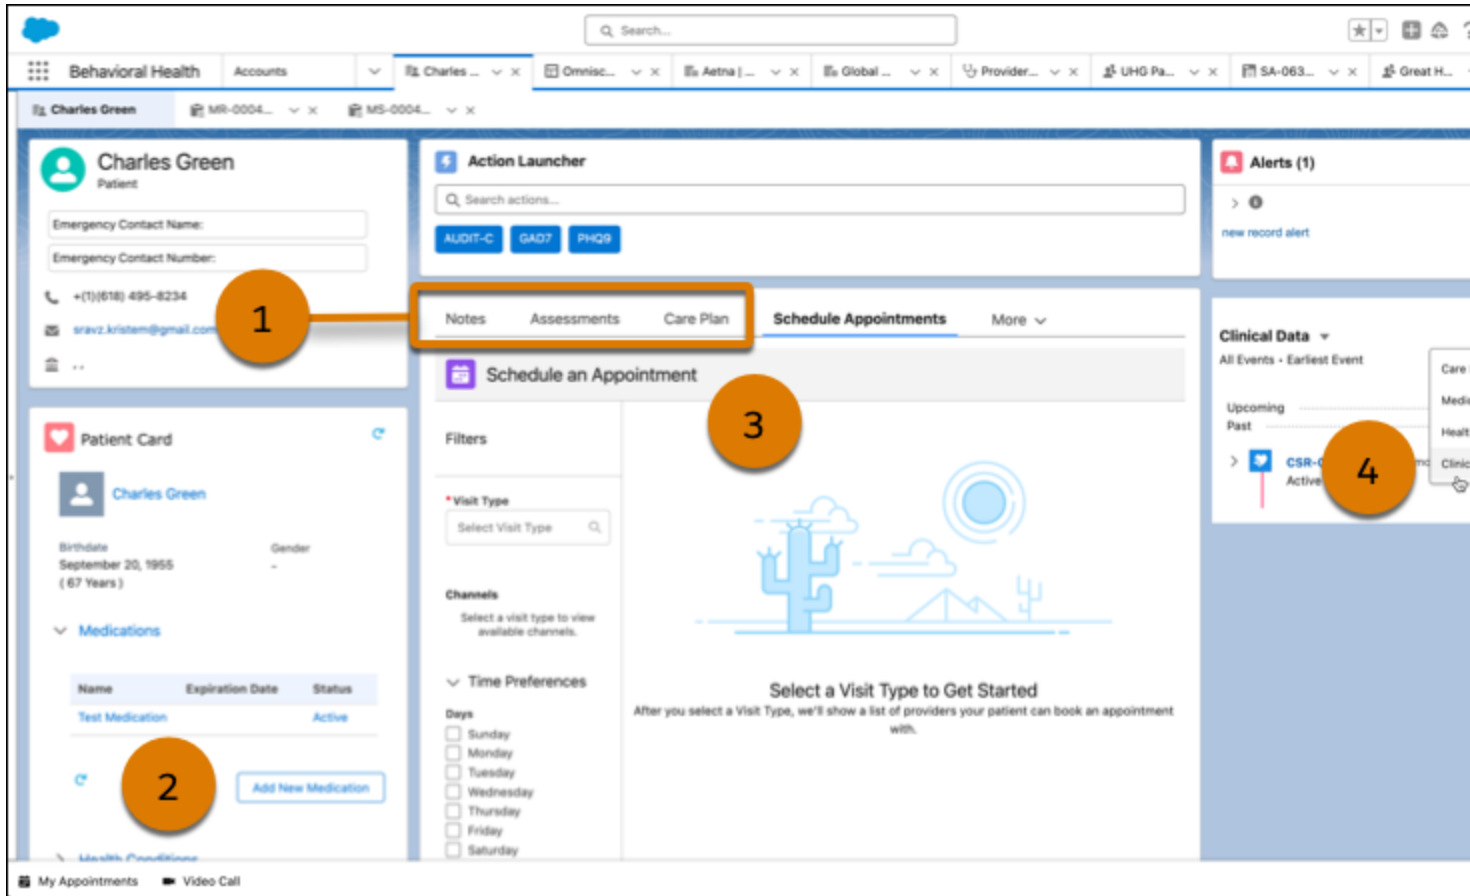 Search...
Behavioral Health
Accounts
Charles ...
Omnisc...
Aetna | ...
Global ...
Provider...
UHG Pa...
SA-063...
Great H...
Charles Green
MR-0004...
MS-0004...
Charles Green
Patient
Emergency Contact Name:
Emergency Contact Number:
+(1)(618) 495-8234
sravz.kristem@gmail.com
1
Patient Card
Charles Green
Birthdate
Gender
September 20, 1955
-
( 67 Years )
Medications
Name Expiration Date Status
Test Medication Active
2
Add New Medication
Health Conditions
Action Launcher
Search actions...
AUDIT-C GAD7 PHQ9
Notes Assessments Care Plan Schedule Appointments More
Schedule an Appointment
3
Filters
*Visit Type
Select Visit Type
Channels
Select a visit type to view
available channels.
Time Preferences
Days
Sunday
Monday
Tuesday
Wednesday
Thursday
Friday
Saturday
Select a Visit Type to Get Started
After you select a Visit Type, we'll show a list of providers your patient can book an appointment
with.
Alerts (1)
new record alert
Clinical Data
All Events • Earliest Event
Upcoming
Past
CSR-
Active
4
Care
Medic
Healt
Clinic
My Appointments
Video Call